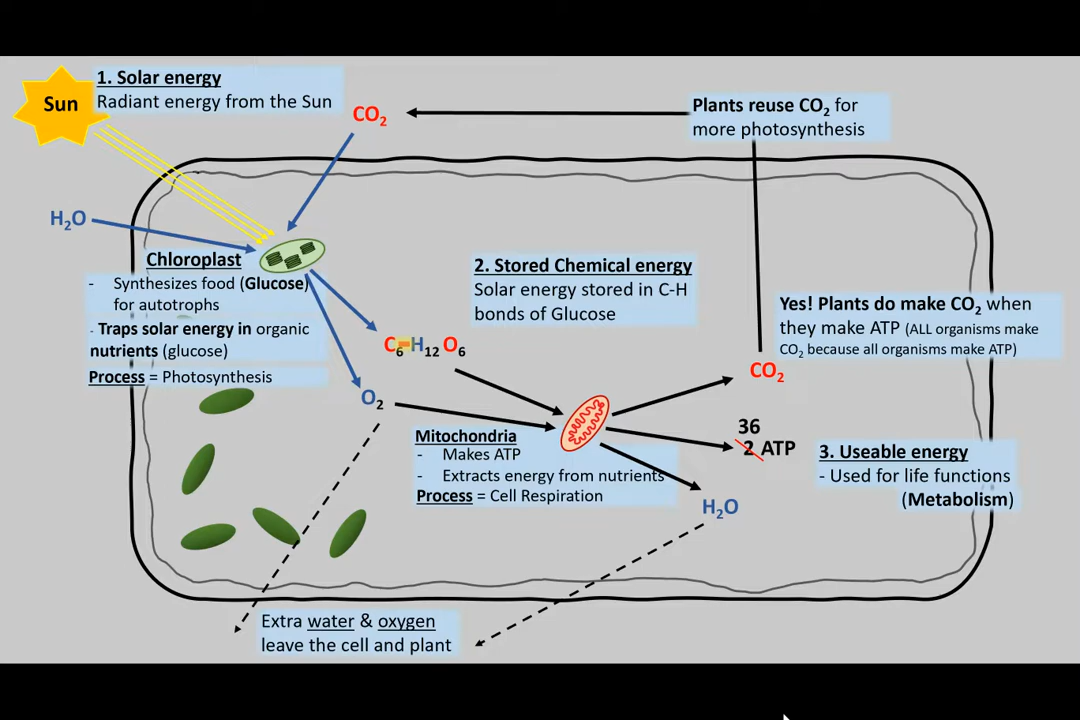 Sun
1. Solar energy
Radiant energy from the Sun
CO₂
Plants reuse CO₂ for
more photosynthesis
H₂O
Chloroplast
- Synthesizes food (Glucose)
for autotrophs
- Traps solar energy in organic
nutrients (glucose)
Process = Photosynthesis
2. Stored Chemical energy
Solar energy stored in C-H
bonds of Glucose
Yes! Plants do make CO₂ when
they make ATP (ALL organisms make
CO₂ because all organisms make ATP)
C₆-H₁₂ O₆
O₂
CO₂
36
2 ATP
Mitochondria
- Makes ATP
- Extracts energy from nutrients
Process = Cell Respiration
3. Useable energy
- Used for life functions
(Metabolism)
H₂O
Extra water & oxygen
leave the cell and plant